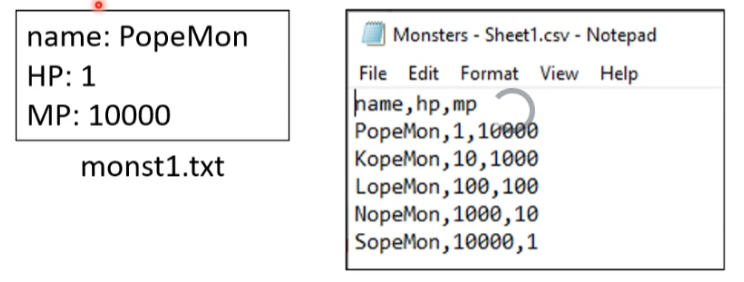 name: PopeMon
HP: 1
MP: 10000
monst1.txt
Monsters - Sheet1.csv - Notepad
File Edit Format View Help
name,hp,mp
PopeMon,1,10000
KopeMon,10,1000
LopeMon,100,100
NopeMon,1000,10
SopeMon,10000,1